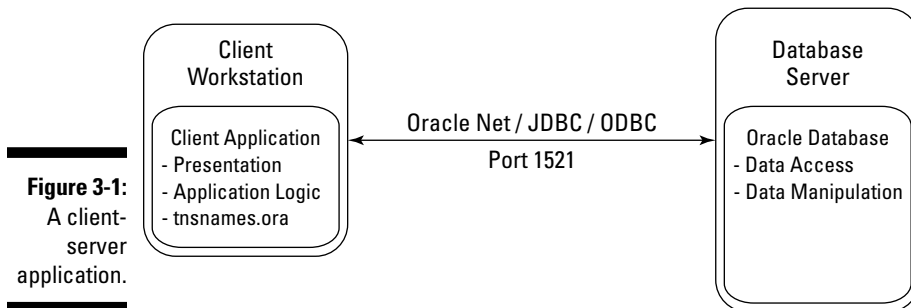 Client
Workstation
Client Application
- Presentation
- Application Logic
- tnsnames.ora
Oracle Net / JDBC / ODBC
Port 1521
Database
Server
Oracle Database
- Data Access
- Data Manipulation
Figure 3-1:
A client-
server
application.